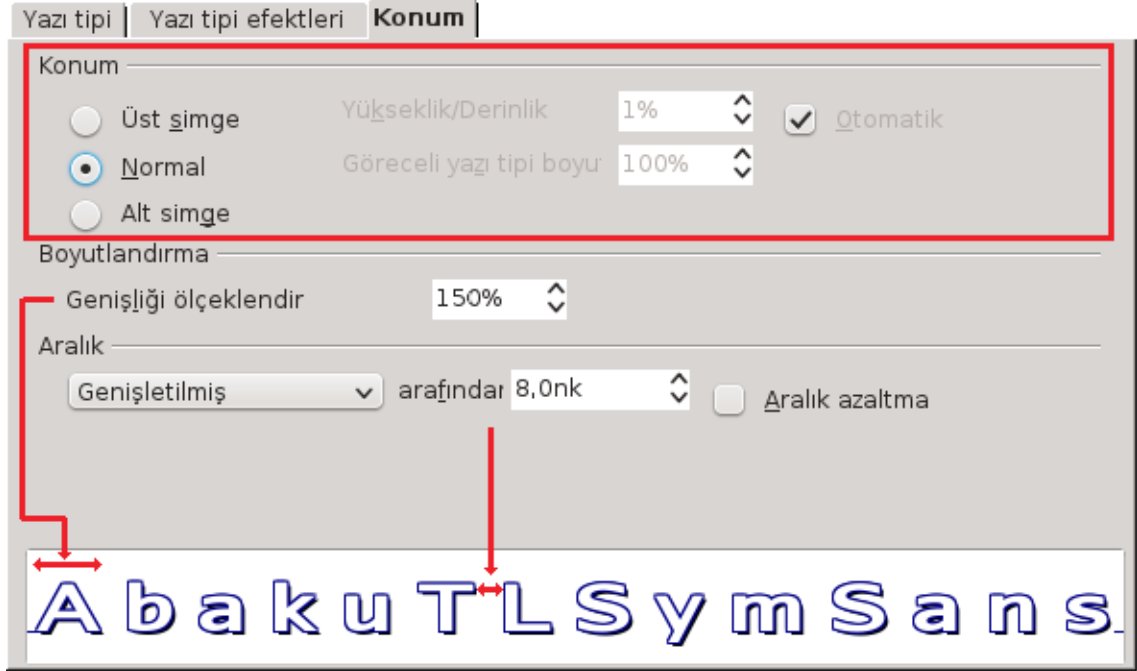 Yazı tipi Yazı tipi efektleri Konum
Konum
Üst simge Yükseklik/Derinlik 1% Otomatik
Normal Göreceli yazı tipi boyu 100%
Alt simge
Boyutlandırma
Genişliği ölçeklendir 150%
Aralık
Genişletilmiş arafından 8,0nk Aralık azaltma
AbakuTLSymSans